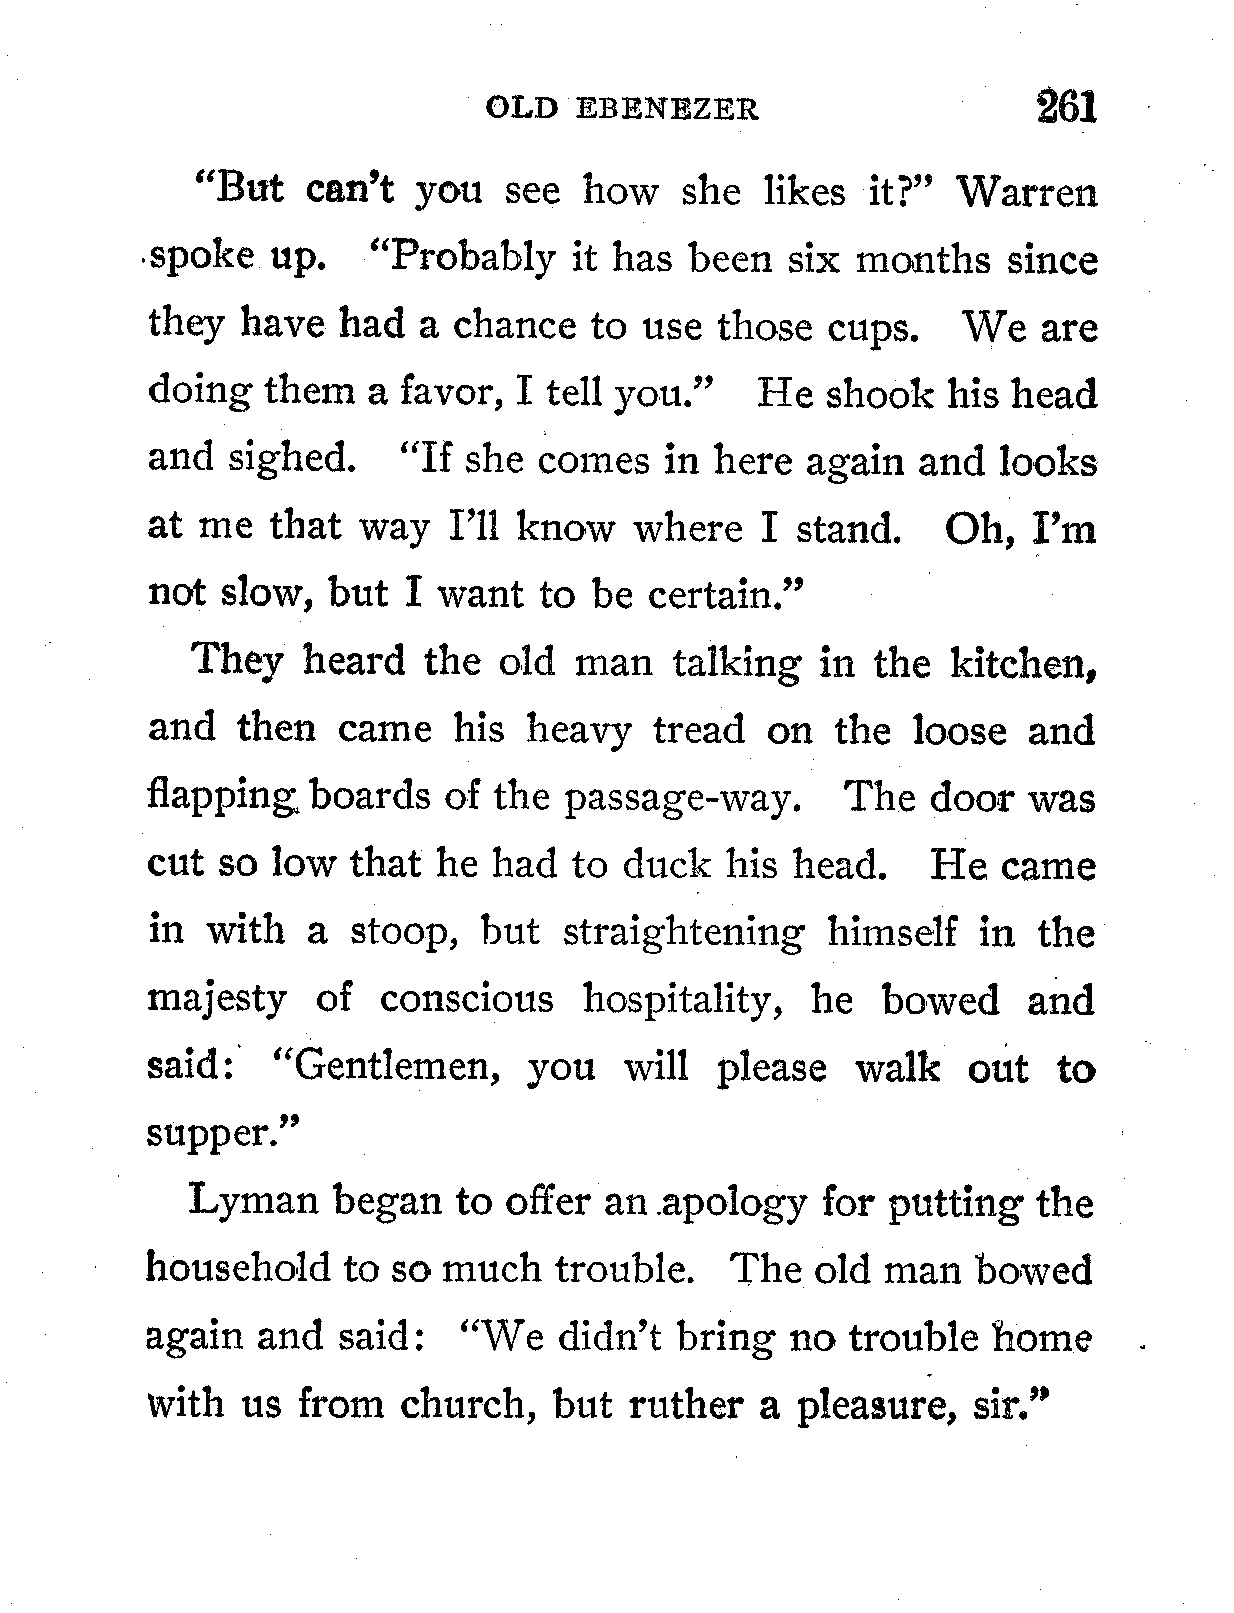 OLD EBENEZER 261
“But can’t you see how she likes it?” Warren
spoke up. “Probably it has been six months since
they have had a chance to use those cups. We are
doing them a favor, I tell you.” He shook his head
and sighed. “If she comes in here again and looks
at me that way I’ll know where I stand. Oh, I’m
not slow, but I want to be certain.”
They heard the old man talking in the kitchen,
and then came his heavy tread on the loose and
flapping boards of the passage-way. The door was
cut so low that he had to duck his head. He came
in with a stoop, but straightening himself in the
majesty of conscious hospitality, he bowed and
said: “Gentlemen, you will please walk out to
supper.”
Lyman began to offer an apology for putting the
household to so much trouble. The old man bowed
again and said: “We didn’t bring no trouble home
with us from church, but ruther a pleasure, sir.”